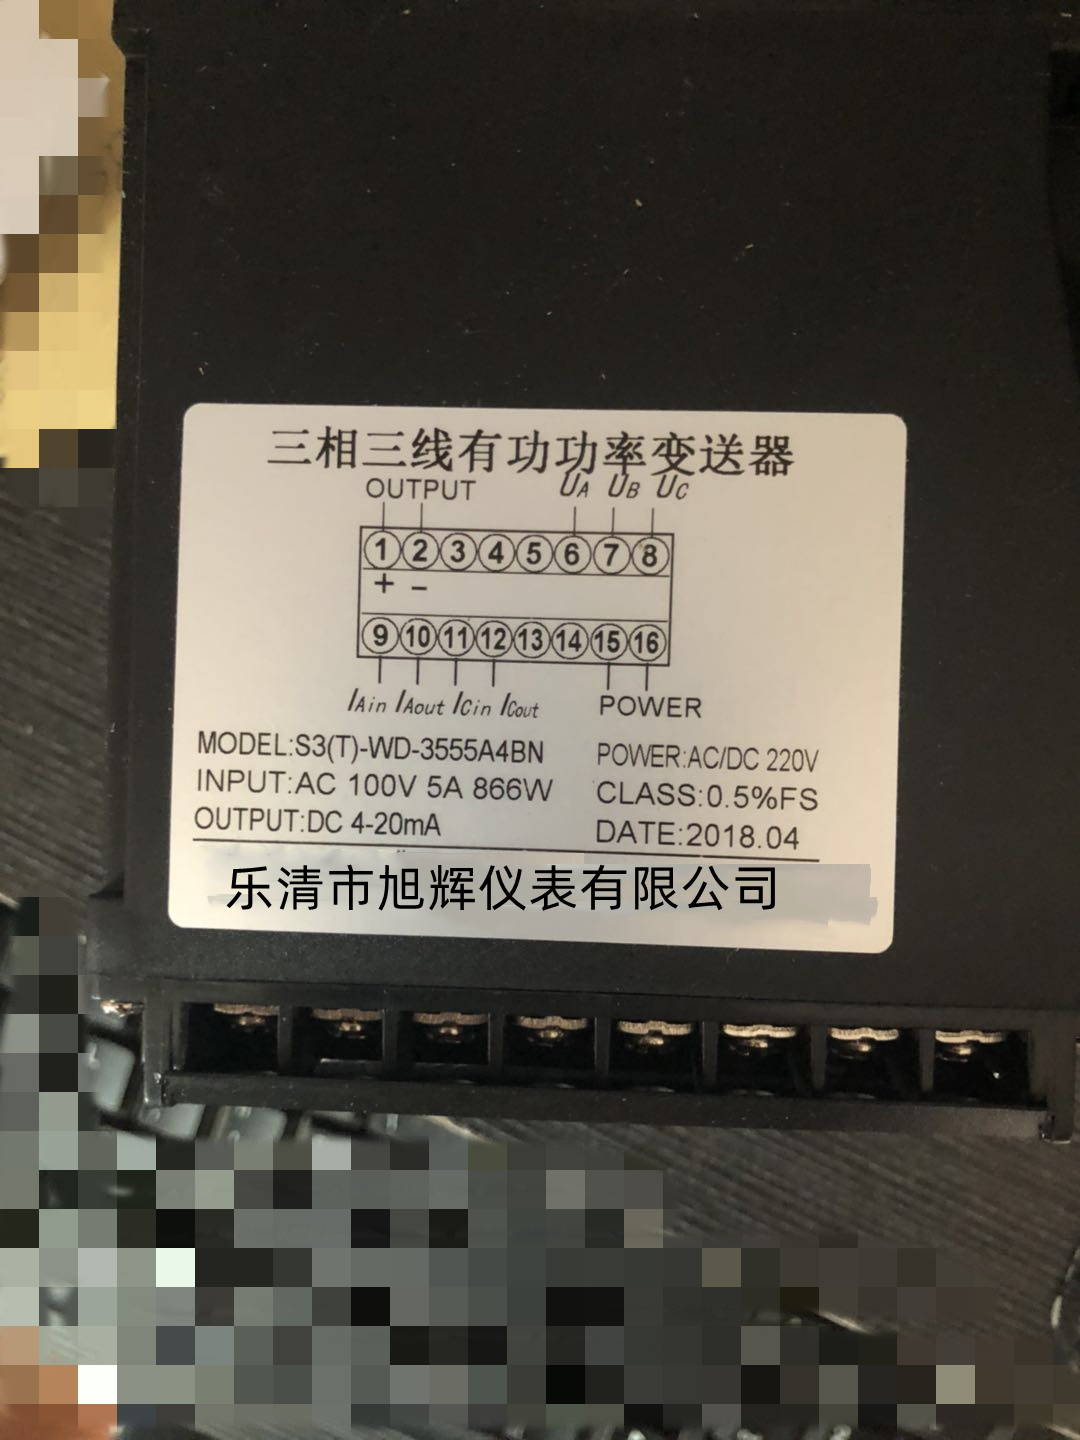 三相三线有功功率变送器
OUTPUT UA UB UC
1 2 3 4 5 6 7 8
+ −
9 10 11 12 13 14 15 16
IAin IAout ICin ICout POWER
MODEL:S3(T)-WD-3555A4BN POWER:AC/DC 220V
INPUT:AC 100V 5A 866W CLASS:0.5%FS
OUTPUT:DC 4-20mA DATE:2018.04
乐清市旭辉仪表有限公司